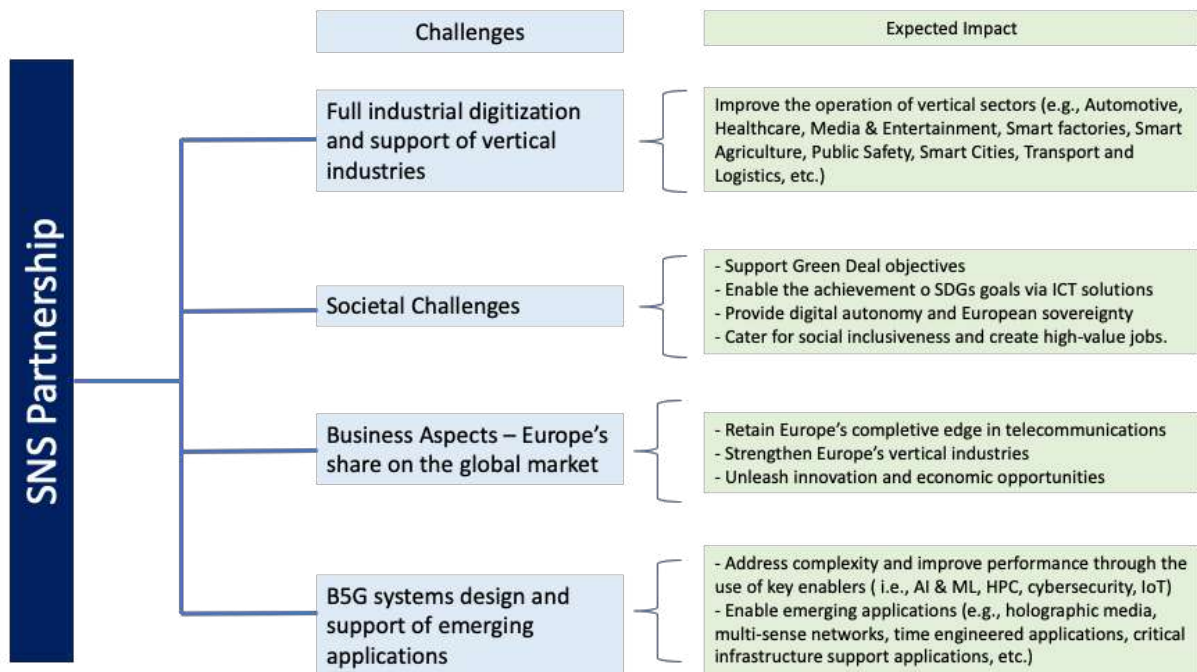 Challenges
Expected Impact
SNS Partnership
Full industrial digitization
and support of vertical
industries
Improve the operation of vertical sectors (e.g., Automotive,
Healthcare, Media & Entertainment, Smart factories, Smart
Agriculture, Public Safety, Smart Cities, Transport and
Logistics, etc.)
Societal Challenges
- Support Green Deal objectives
- Enable the achievement o SDGs goals via ICT solutions
- Provide digital autonomy and European sovereignty
- Cater for social inclusiveness and create high-value jobs.
Business Aspects – Europe’s
share on the global market
- Retain Europe’s completive edge in telecommunications
- Strengthen Europe’s vertical industries
- Unleash innovation and economic opportunities
B5G systems design and
support of emerging
applications
- Address complexity and improve performance through the
use of key enablers ( i.e., AI & ML, HPC, cybersecurity, IoT)
- Enable emerging applications (e.g., holographic media,
multi-sense networks, time engineered applications, critical
infrastructure support applications, etc.)